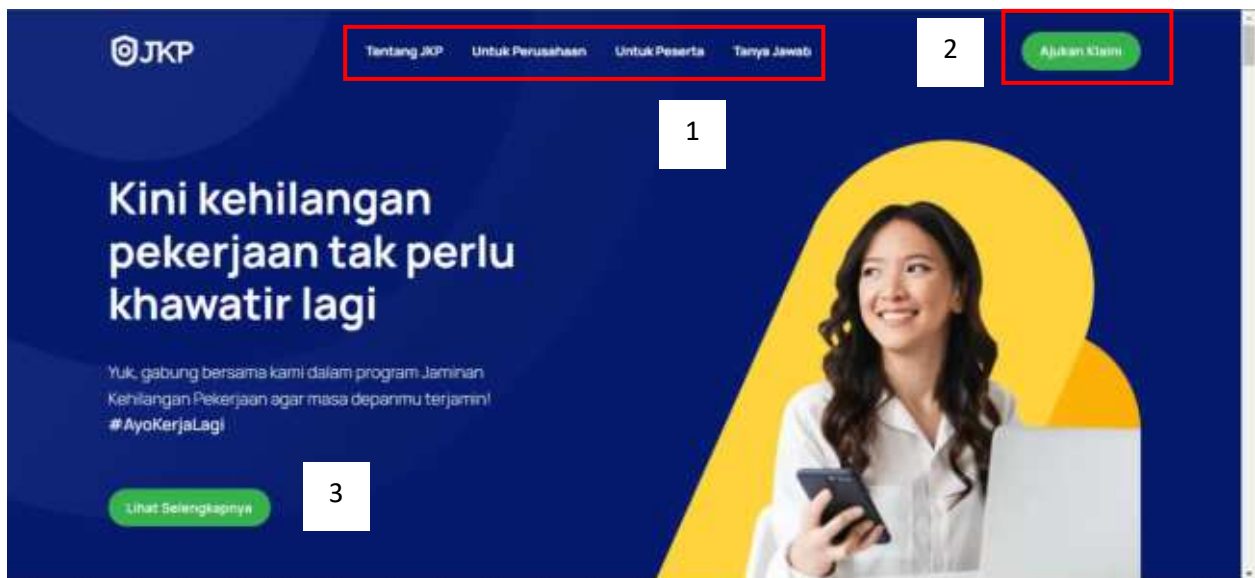 JKP
Tentang JKP Untuk Perusahaan Untuk Peserta Tanya Jawab
2
Ajukan Klaim
1
Kini kehilangan
pekerjaan tak perlu
khawatir lagi
Yuk, gabung bersama kami dalam program Jaminan
Kehilangan Pekerjaan agar masa depanmu terjamin!
#AyoKerjaLagi
3
Lihat Selengkapnya